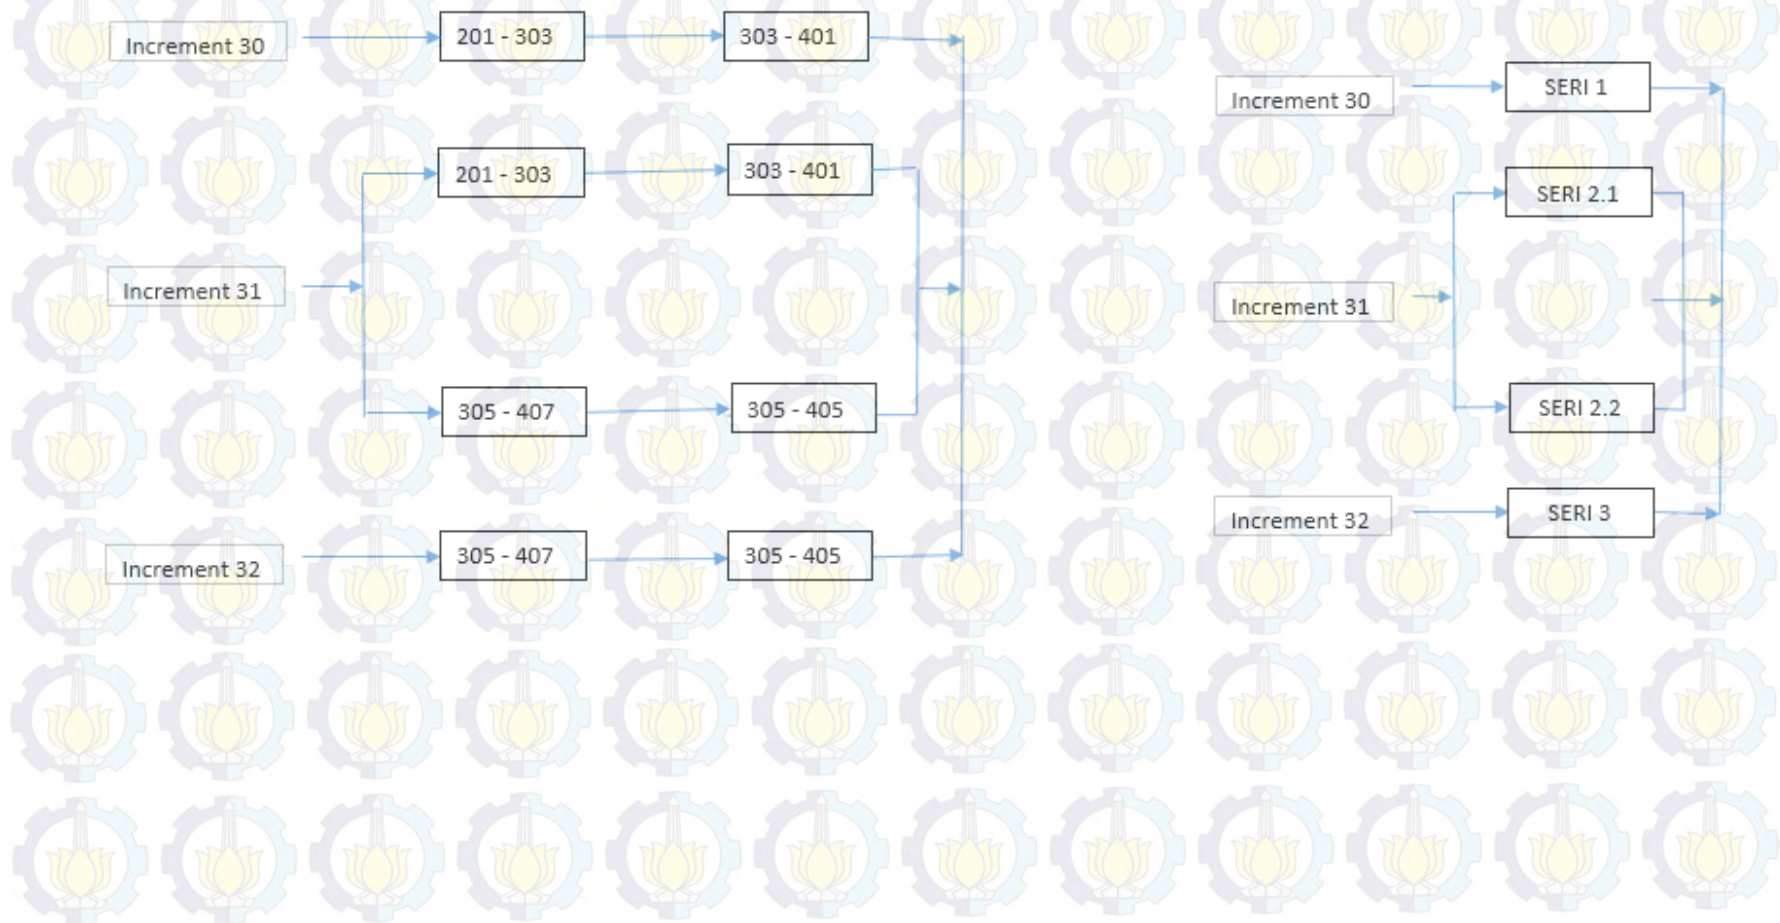 Increment 30
201 - 303
303 - 401
201 - 303
303 - 401
Increment 31
305 - 407
305 - 405
Increment 32
305 - 407
305 - 405
Increment 30
SERI 1
SERI 2.1
Increment 31
SERI 2.2
Increment 32
SERI 3